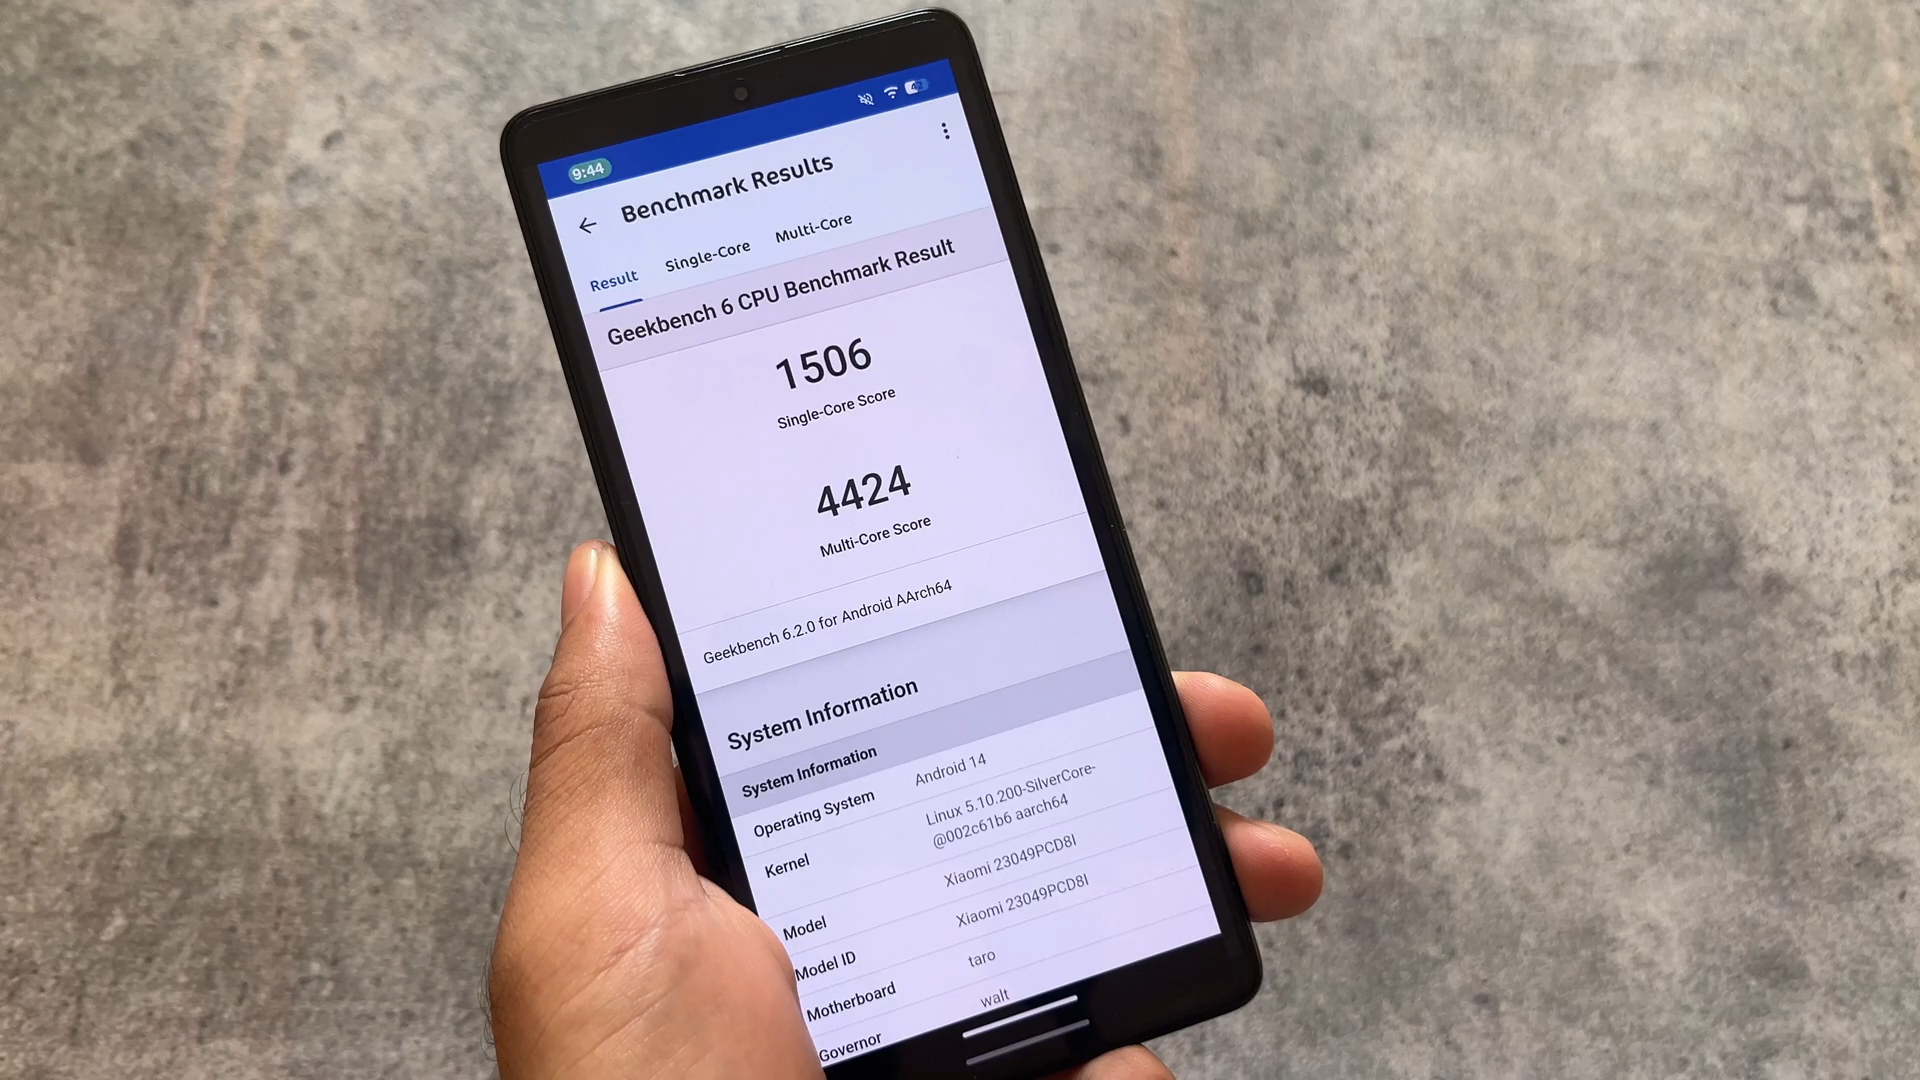 9:44
42
Benchmark Results
Result
Single-Core
Multi-Core
Geekbench 6 CPU Benchmark Result
1506
Single-Core Score
4424
Multi-Core Score
Geekbench 6.2.0 for Android AArch64
System Information
System Information
Operating System Android 14
Kernel Linux 5.10.200-SilverCore-
@002c61b6 aarch64
Model Xiaomi 23049PCD8I
Model ID Xiaomi 23049PCD8I
Motherboard taro
Governor walt